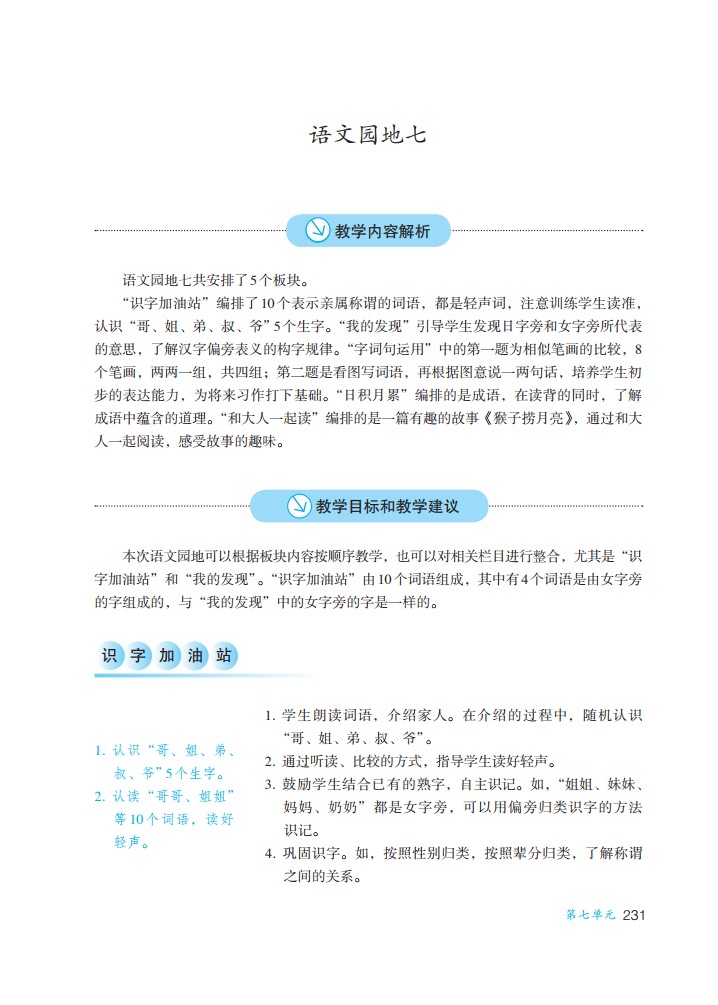 语文园地七
教学内容解析
语文园地七共安排了5个板块。
“识字加油站”编排了10个表示亲属称谓的词语，都是轻声词，注意训练学生读准，
认识“哥、姐、弟、叔、爷”5个生字。“我的发现”引导学生发现日字旁和女字旁所代表
的意思，了解汉字偏旁表义的构字规律。“字词句运用”中的第一题为相似笔画的比较，8
个笔画，两两一组，共四组；第二题是看图写词语，再根据图意说一两句话，培养学生初
步的表达能力，为将来习作打下基础。“日积月累”编排的是成语，在读背的同时，了解
成语中蕴含的道理。“和大人一起读”编排的是一篇有趣的故事《猴子捞月亮》，通过和大
人一起阅读，感受故事的趣味。
教学目标和教学建议
本次语文园地可以根据板块内容按顺序教学，也可以对相关栏目进行整合，尤其是“识
字加油站”和“我的发现”。“识字加油站”由10个词语组成，其中有4个词语是由女字旁
的字组成的，与“我的发现”中的女字旁的字是一样的。
识字加油站
1. 认识“哥、姐、弟、
叔、爷”5个生字。
2. 认读“哥哥、姐姐”
等10个词语，读好
轻声。
1. 学生朗读词语，介绍家人。在介绍的过程中，随机认识
“哥、姐、弟、叔、爷”。
2. 通过听读、比较的方式，指导学生读好轻声。
3. 鼓励学生结合已有的熟字，自主识记。如，“姐姐、妹妹、
妈妈、奶奶”都是女字旁，可以用偏旁归类识字的方法
识记。
4. 巩固识字。如，按照性别归类，按照辈分归类，了解称谓
之间的关系。
第七单元 231